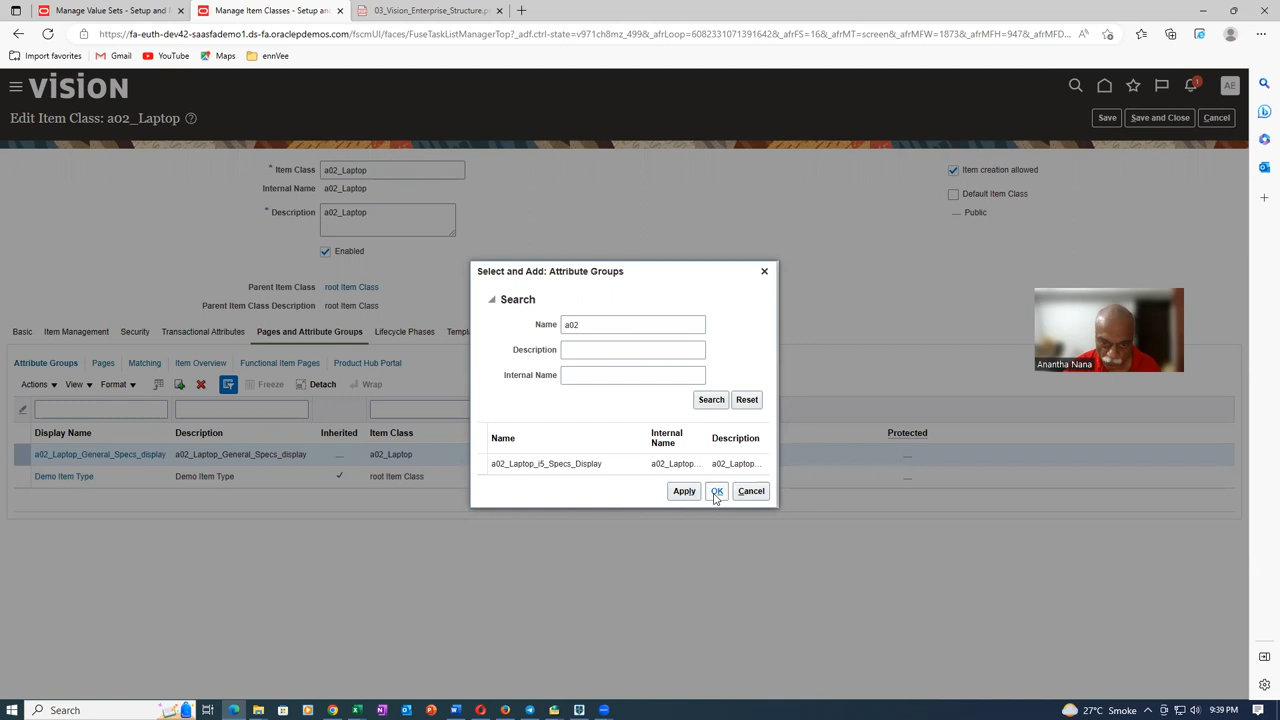 Manage Value Sets - Setup and
Manage Item Classes - Setup and
03_Vision_Enterprise_Structure.p
https://fa-euth-dev42-saasfademo1.ds-fa.oraclepdemos.com/fscmUI/faces/FuseTaskListManagerTop?_adf.ctrl-state=v971ch8mz_499&_afrLoop=60823310713916428&_afrFS=16&_afrMT=screen&_afrMFW=1873&_afrMFH=947&_afrMFD...
Import favorites
Gmail
YouTube
Maps
ennVee
VISION
1
AE
Edit Item Class: a02_Laptop
Save
Save and Close
Cancel
* Item Class a02_Laptop
Internal Name a02_Laptop
* Description a02_Laptop
Enabled
Item creation allowed
Default Item Class
Public
Parent Item Class root Item Class
Parent Item Class Description root Item Class
Basic Item Management Security Transactional Attributes Pages and Attribute Groups Lifecycle Phases Templ
Attribute Groups Pages Matching Item Overview Functional Item Pages Product Hub Portal
Actions View Format Freeze Detach Wrap
Display Name Description Inherited Item Class Protected
a02_Laptop_General_Specs_display a02_Laptop_General_Specs_display a02_Laptop
Demo Item Type Demo Item Type root Item Class
Select and Add: Attribute Groups
Search
Name a02
Description
Internal Name
Search Reset
Name Internal Name Description
a02_Laptop_i5_Specs_Display a02_Laptop... a02_Laptop...
Apply OK Cancel
Anantha Nana
Search
27°C Smoke
9:39 PM